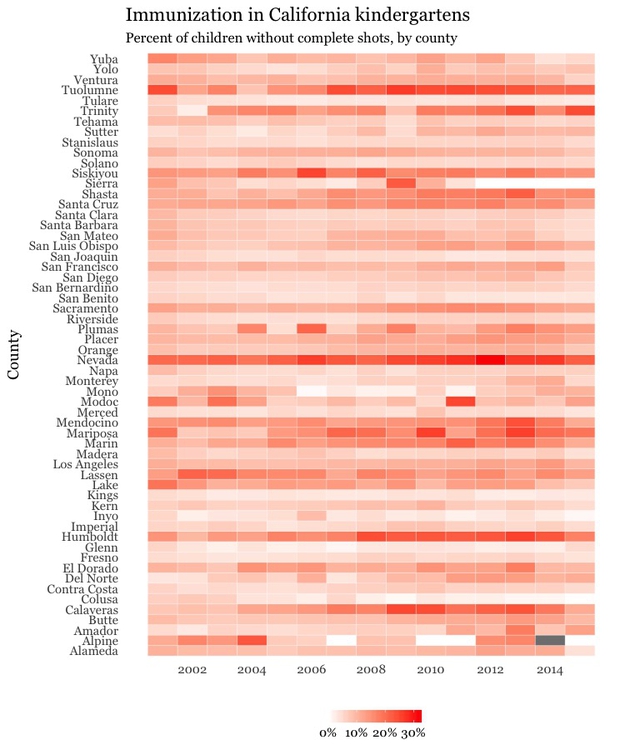 Immunization in California kindergartens
Percent of children without complete shots, by county
County
Yuba
Yolo
Ventura
Tuolumne
Tulare
Trinity
Tehama
Sutter
Stanislaus
Sonoma
Solano
Siskiyou
Sierra
Shasta
Santa Cruz
Santa Clara
Santa Barbara
San Mateo
San Luis Obispo
San Joaquin
San Francisco
San Diego
San Bernardino
San Benito
Sacramento
Riverside
Plumas
Placer
Orange
Nevada
Napa
Monterey
Mono
Modoc
Merced
Mendocino
Mariposa
Marin
Madera
Los Angeles
Lassen
Lake
Kings
Kern
Inyo
Imperial
Humboldt
Glenn
Fresno
El Dorado
Del Norte
Contra Costa
Colusa
Calaveras
Butte
Amador
Alpine
Alameda
2002 2004 2006 2008 2010 2012 2014
0% 10% 20% 30%